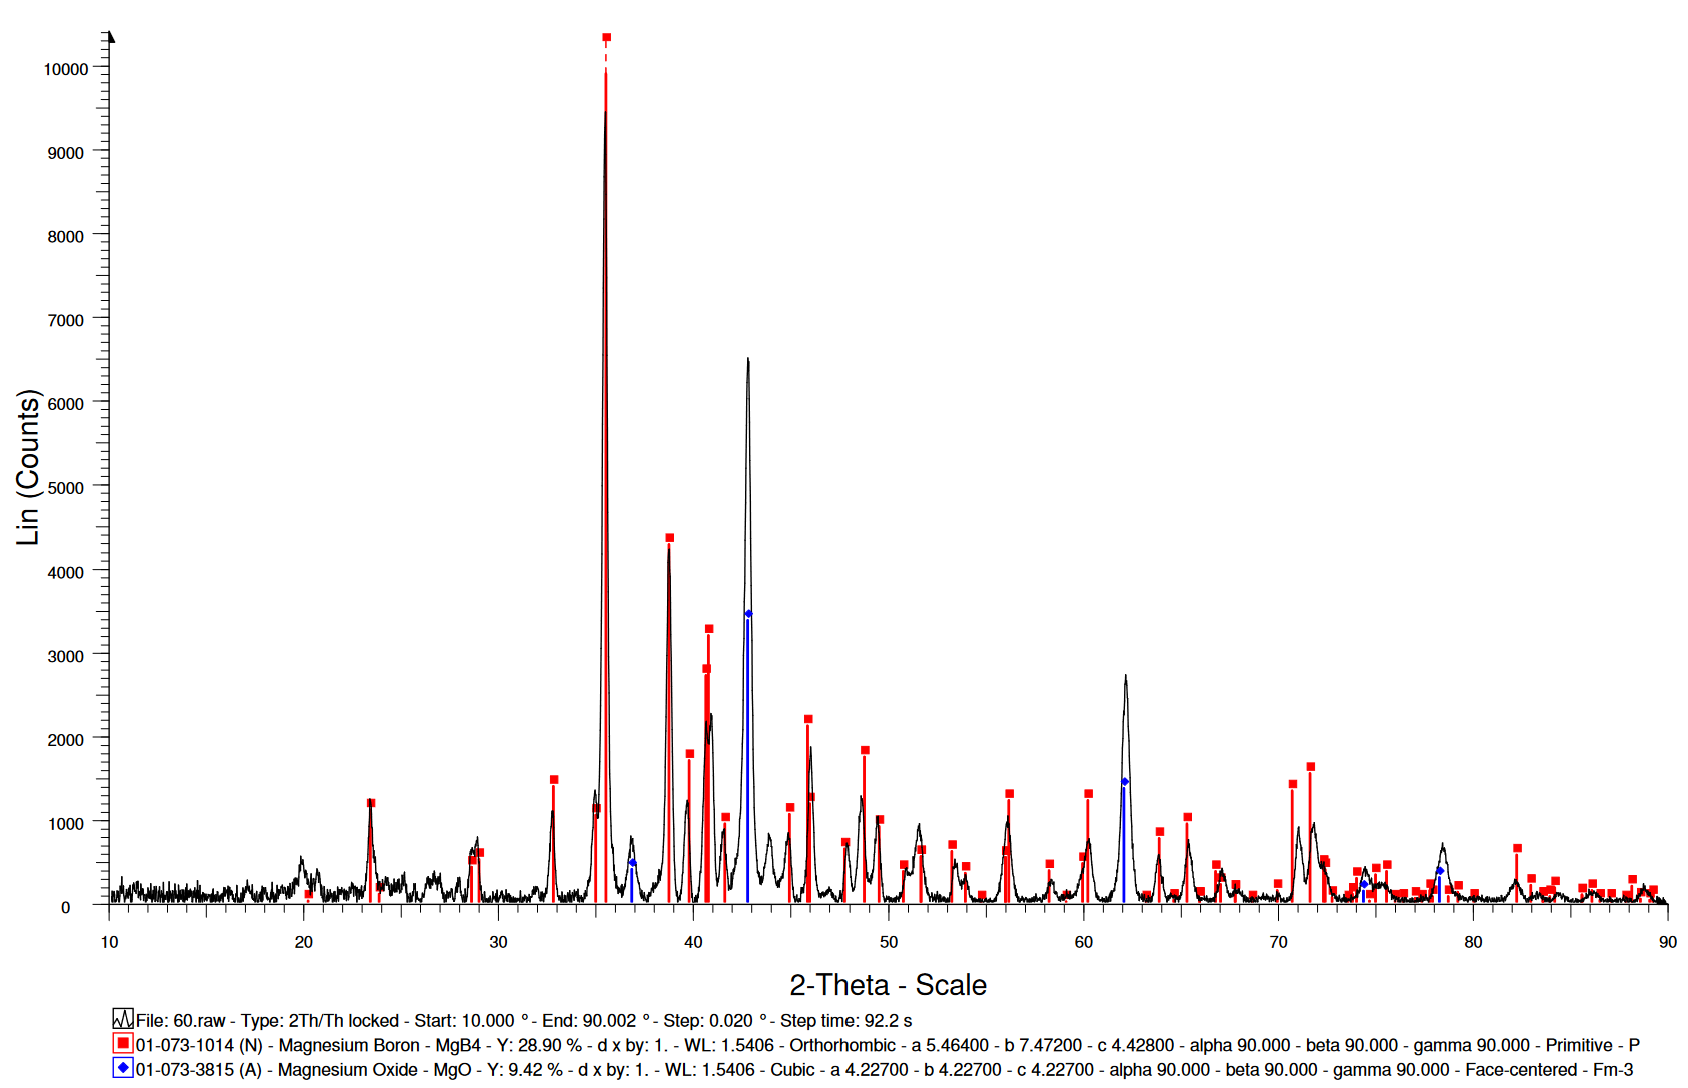 Lin (Counts)
10000
9000
8000
7000
6000
5000
4000
3000
2000
1000
0
10 20 30 40 50 60 70 80 90
2-Theta - Scale
File: 60.raw - Type: 2Th/Th locked - Start: 10.000 ° - End: 90.002 ° - Step: 0.020 ° - Step time: 92.2 s
01-073-1014 (N) - Magnesium Boron - MgB4 - Y: 28.90 % - d x by: 1. - WL: 1.5406 - Orthorhombic - a 5.46400 - b 7.47200 - c 4.42800 - alpha 90.000 - beta 90.000 - gamma 90.000 - Primitive - P
01-073-3815 (A) - Magnesium Oxide - MgO - Y: 9.42 % - d x by: 1. - WL: 1.5406 - Cubic - a 4.22700 - b 4.22700 - c 4.22700 - alpha 90.000 - beta 90.000 - gamma 90.000 - Face-centered - Fm-3